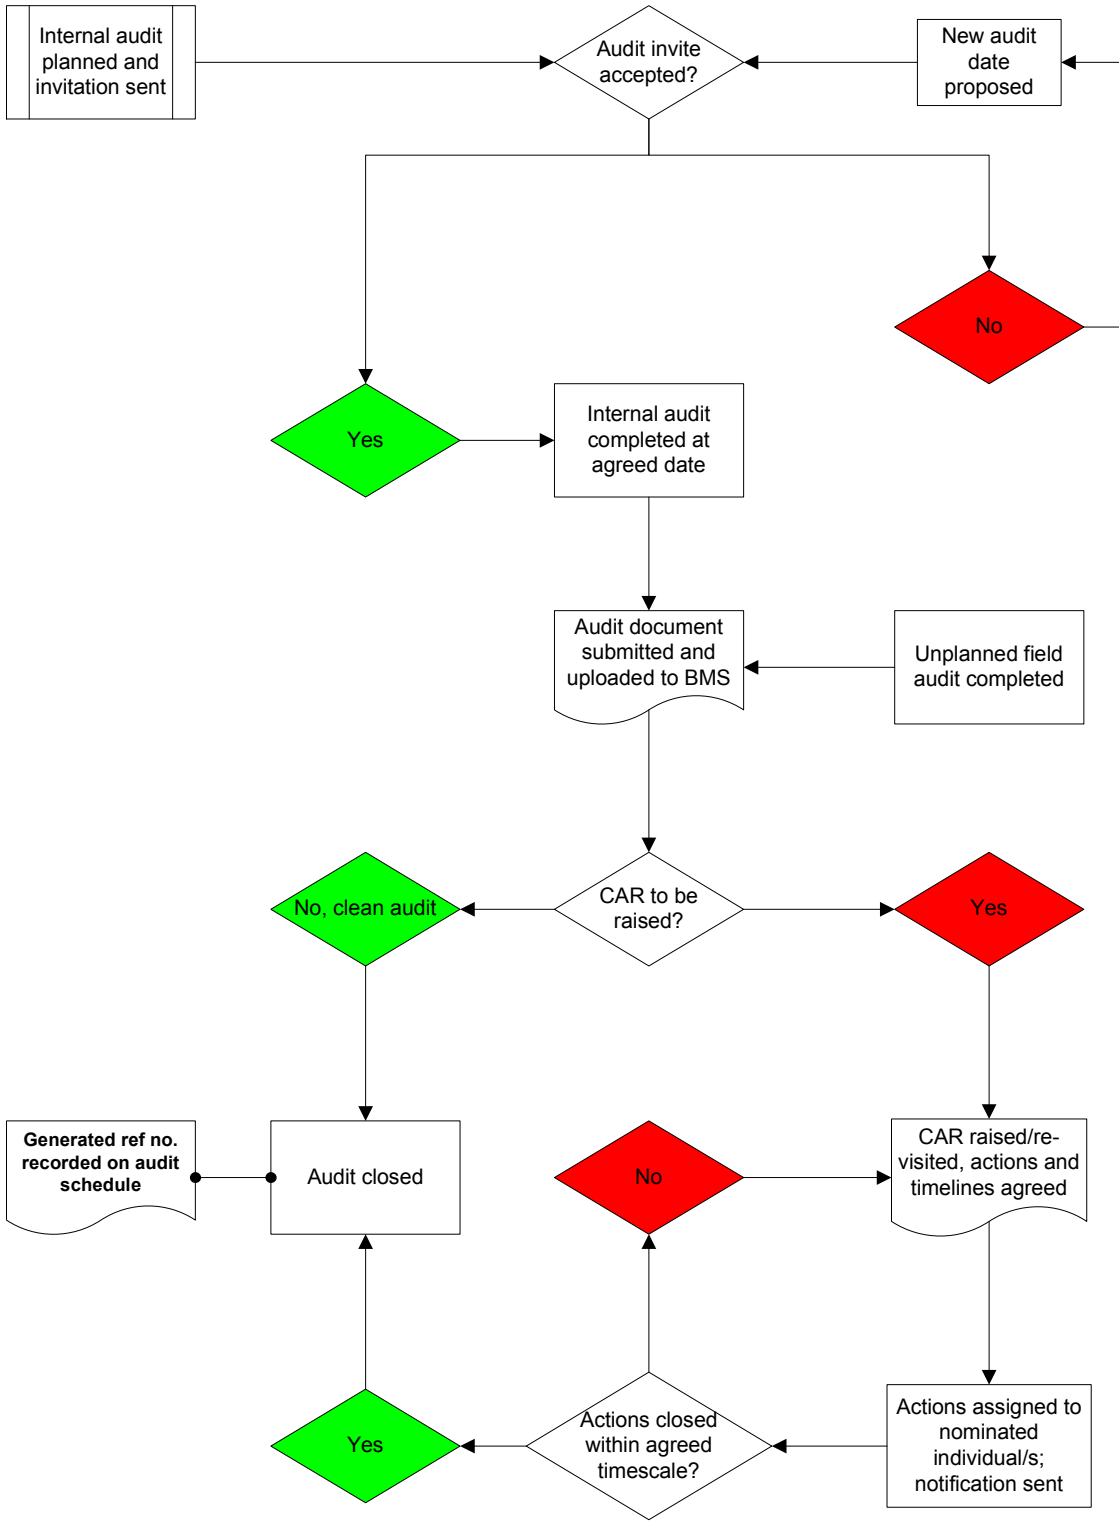 Internal audit
planned and
invitation sent
Audit invite
accepted?
New audit
date
proposed
No
Yes
Internal audit
completed at
agreed date
Audit document
submitted and
uploaded to BMS
Unplanned field
audit completed
No, clean audit
CAR to be
raised?
Yes
Generated ref no.
recorded on audit
schedule
Audit closed
No
CAR raised/re-
visited, actions and
timelines agreed
Yes
Actions closed
within agreed
timescale?
Actions assigned to
nominated
individual/s;
notification sent